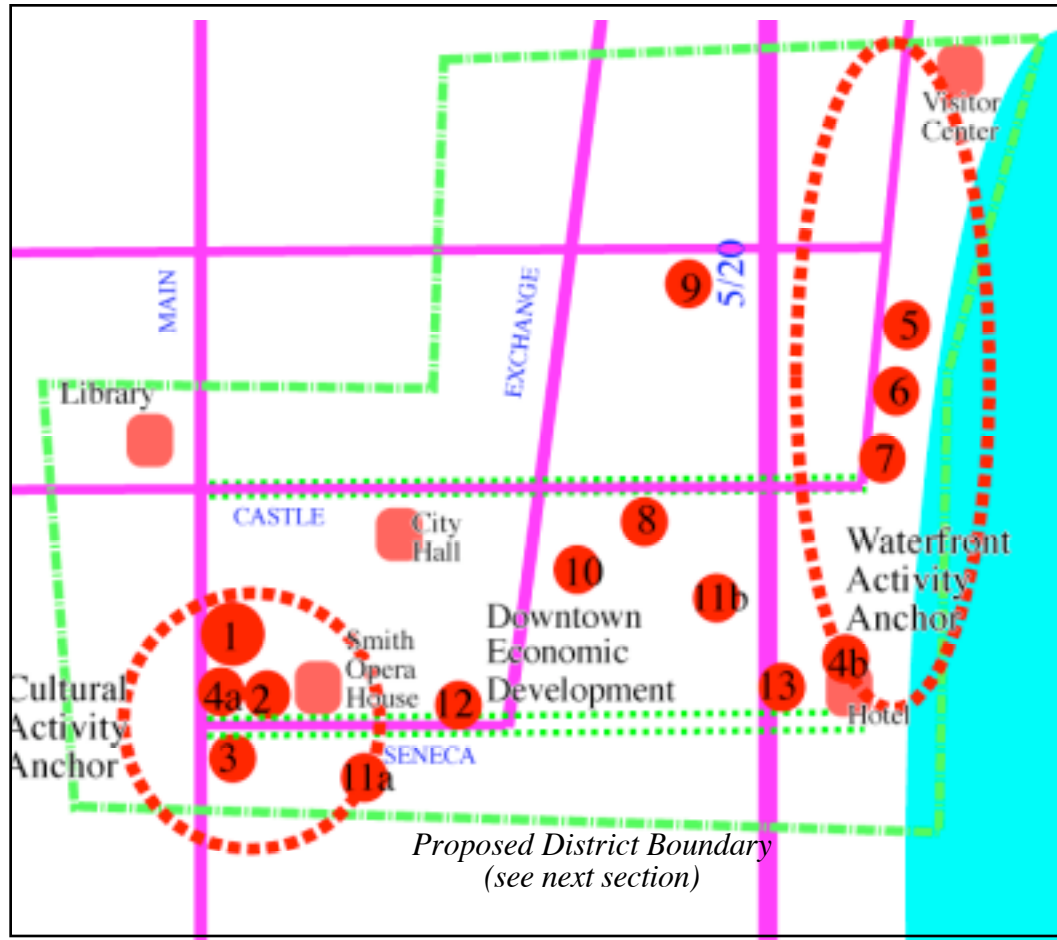 Visitor
Center
MAIN
EXCHANGE
5/20
9
5
Library
6
7
CASTLE
City
Hall
8
10
11b
Waterfront
Activity
Anchor
Downtown
Economic
Development
1
Smith
Opera
House
4b
Cultural
Activity
Anchor
4a
2
12
13
Hotel
3
SENECA
11a
Proposed District Boundary
(see next section)